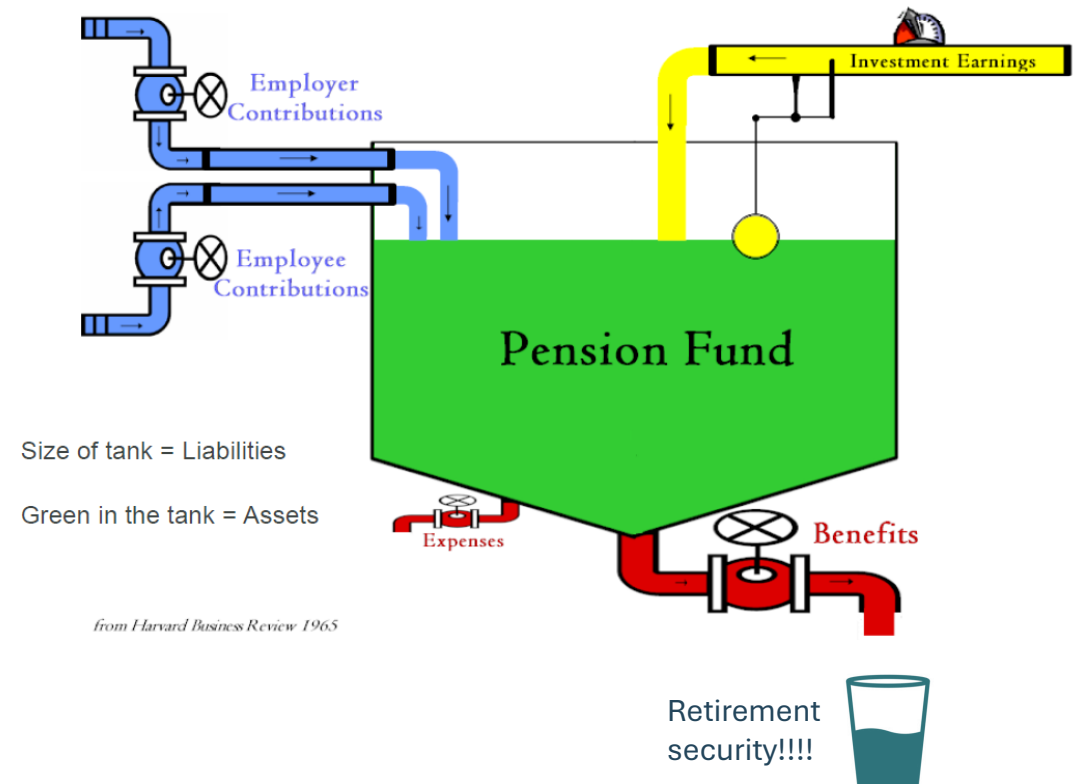 Employer
Contributions
Investment Earnings
Employee
Contributions
Pension Fund
Size of tank = Liabilities
Green in the tank = Assets
Expenses
Benefits
from Harvard Business Review 1965
Retirement
security!!!!